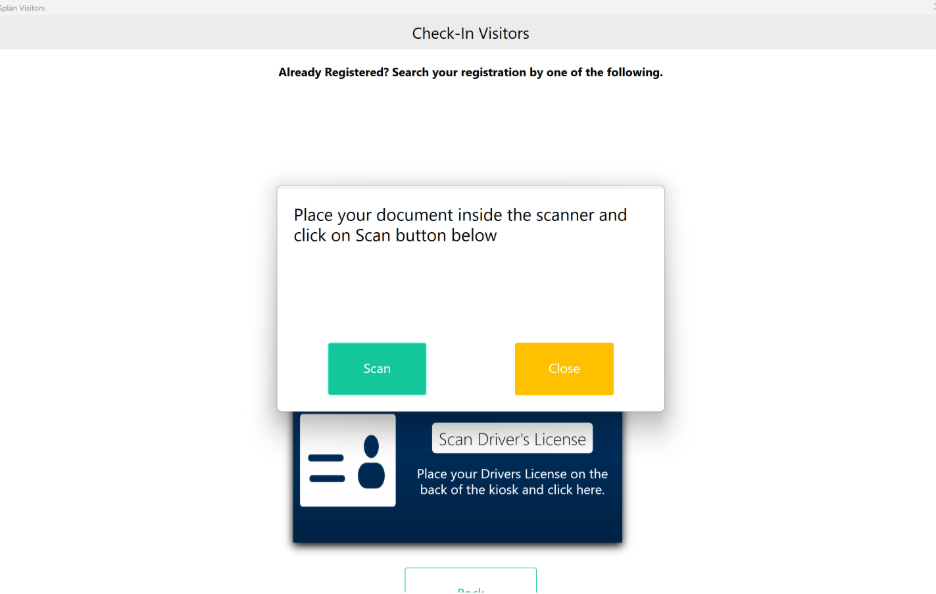 Splan Visitors
Check-In Visitors
Already Registered? Search your registration by one of the following.
Place your document inside the scanner and
click on Scan button below
Scan
Close
Scan Driver's License
Place your Drivers License on the
back of the kiosk and click here.
Back